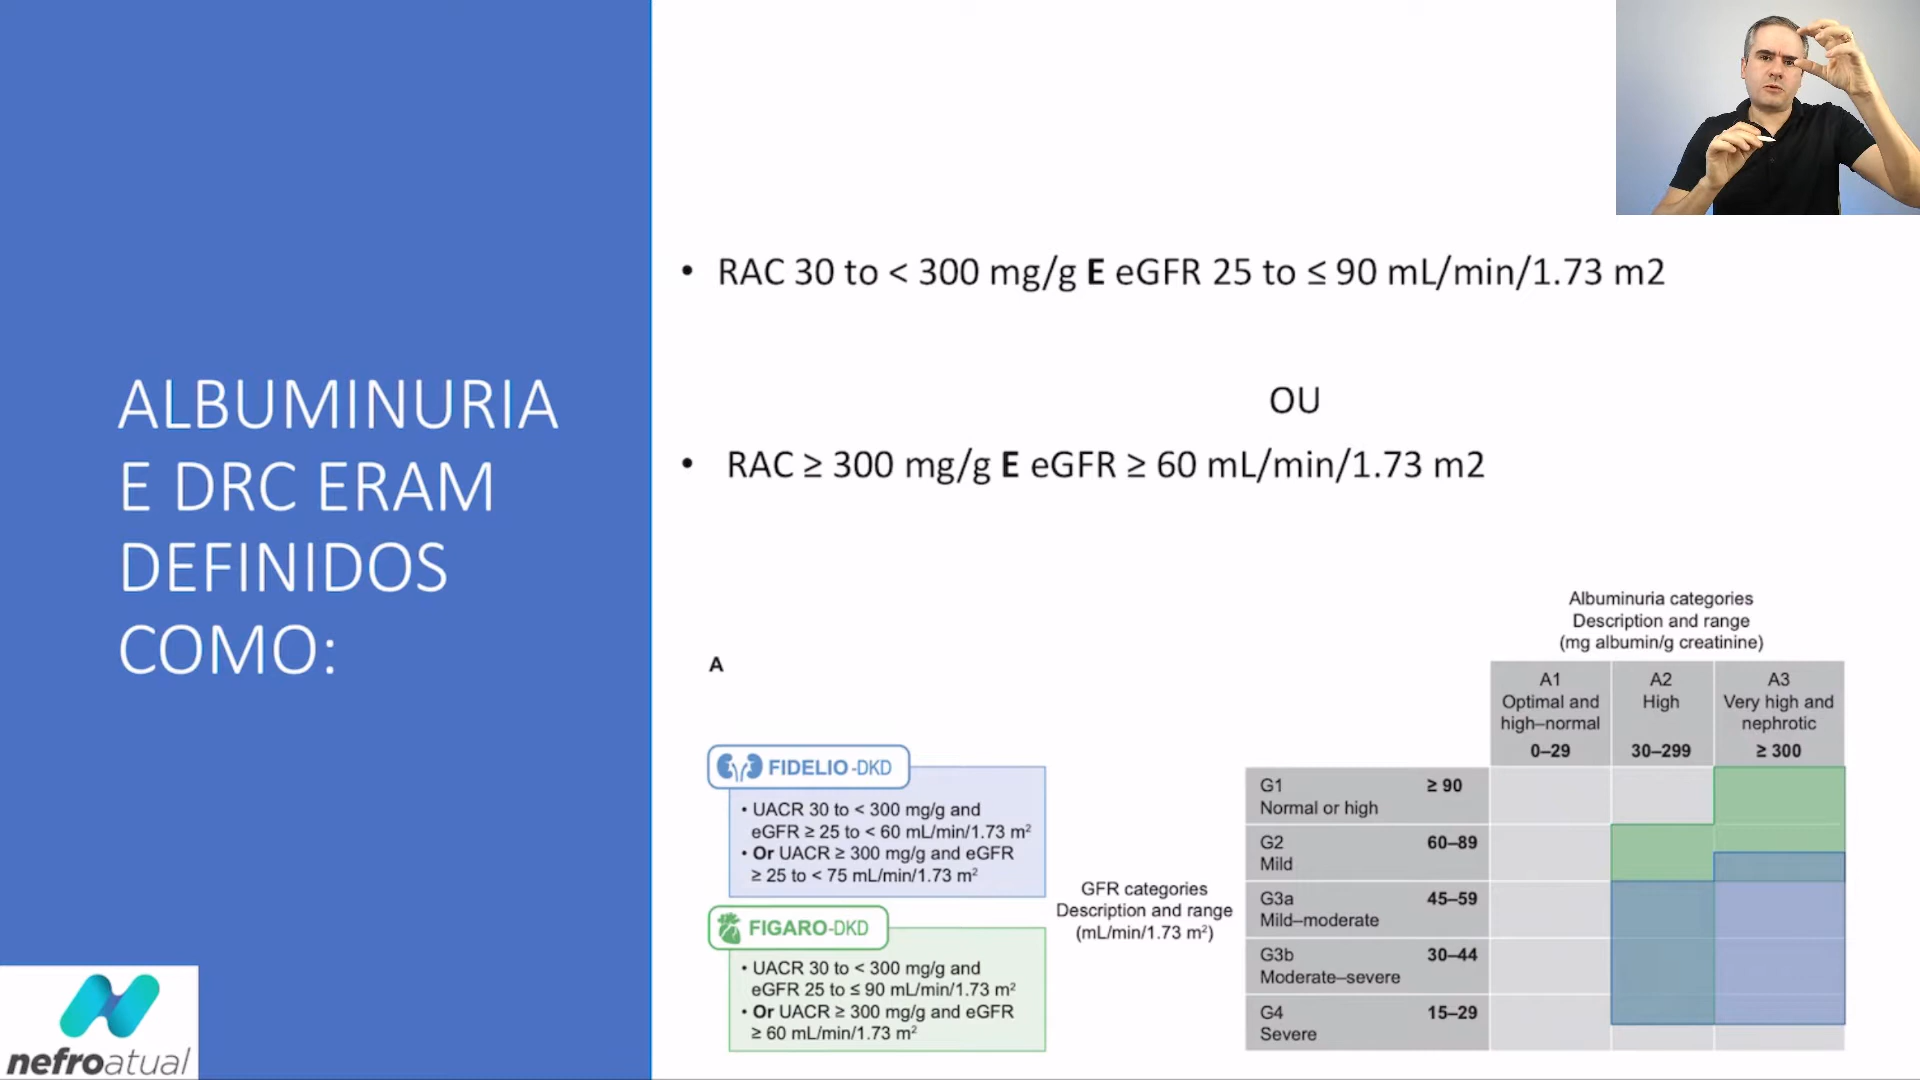 ALBUMINURIA
E DRC ERAM
DEFINIDOS
COMO:
• RAC 30 to < 300 mg/g E eGFR 25 to ≤ 90 mL/min/1.73 m2
OU
• RAC ≥ 300 mg/g E eGFR ≥ 60 mL/min/1.73 m2
A
FIDELIO-DKD
• UACR 30 to < 300 mg/g and
eGFR ≥ 25 to < 60 mL/min/1.73 m²
• Or UACR ≥ 300 mg/g and eGFR
≥ 25 to < 75 mL/min/1.73 m²
FIGARO-DKD
• UACR 30 to < 300 mg/g and
eGFR 25 to ≤ 90 mL/min/1.73 m²
• Or UACR ≥ 300 mg/g and eGFR
≥ 60 mL/min/1.73 m²
GFR categories
Description and range
(mL/min/1.73 m²)
Albuminuria categories
Description and range
(mg albumin/g creatinine)
A1
Optimal and
high–normal
0–29
A2
High
30–299
A3
Very high and
nephrotic
≥ 300
G1 ≥ 90
Normal or high
G2 60–89
Mild
G3a 45–59
Mild–moderate
G3b 30–44
Moderate–severe
G4 15–29
Severe
nefroatual